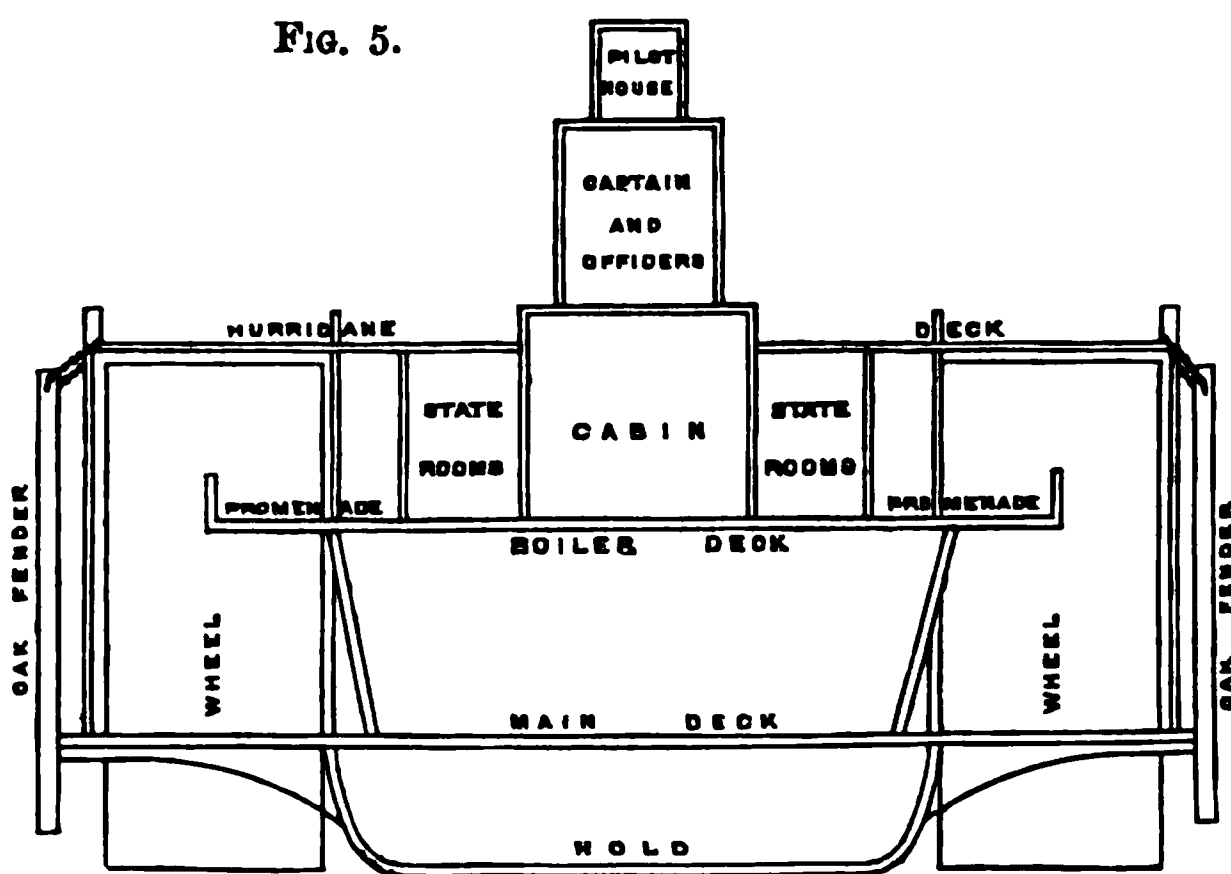 FIG. 5.
PILOT
HOUSE
CAPTAIN
AND
OFFICERS
HURRICANE DECK
STATE
ROOMS
CABIN
STATE
ROOMS
PROMENADE
PROMENADE
BOILER DECK
OAK FENDER
WHEEL
WHEEL
OAK FENDER
MAIN DECK
HOLD